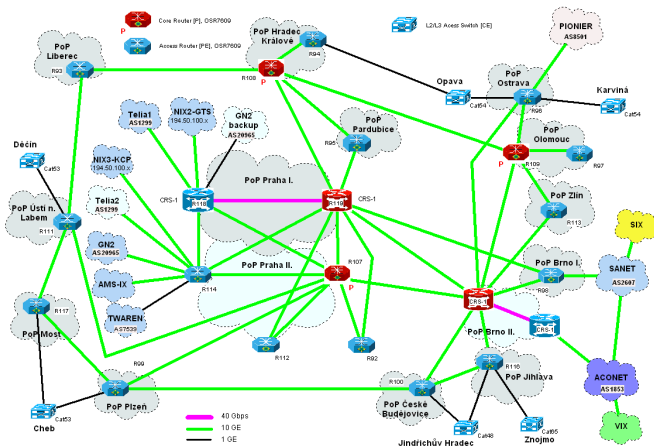 Core Router [P], OSR7609
P
Access Router [PE], OSR7609
L2/L3 Acess Switch [CE]
PoP Hradec
Králové
R94
PIONIER
AS8501
PoP
Liberec
R93
R108
P
Opava
Cat54
PoP
Ostrava
R96
Karviná
Cat54
Telia1
AS1299
NIX2-GTS
194.50.100.x
GN2
backup
AS20965
PoP
Pardubice
R95
P
R109
PoP
Olomouc
R97
Děčín
Cat53
NIX3-KCP
194.50.100.x
PoP Praha I.
CRS-1
R118
R119
CRS-1
PoP Zlín
R113
Telia2
AS1299
PoP Ústí n.
Labem
R111
SIX
GN2
AS20965
PoP Praha II.
R107
P
PoP Brno I.
R98
SANET
AS2607
AMS-IX
R114
P
CRS-1
TWAREN
AS7539
R117
PoP Most
R112
R92
PoP Brno II.
CRS-1
R99
R116
PoP Jihlava
ACONET
AS1853
Cheb
Cat53
PoP Plzeň
R100
PoP České
Budějovice
40 Gbps
10 GE
1 GE
Jindřichův Hradec
Cat48
Znojmo
Cat65
VIX